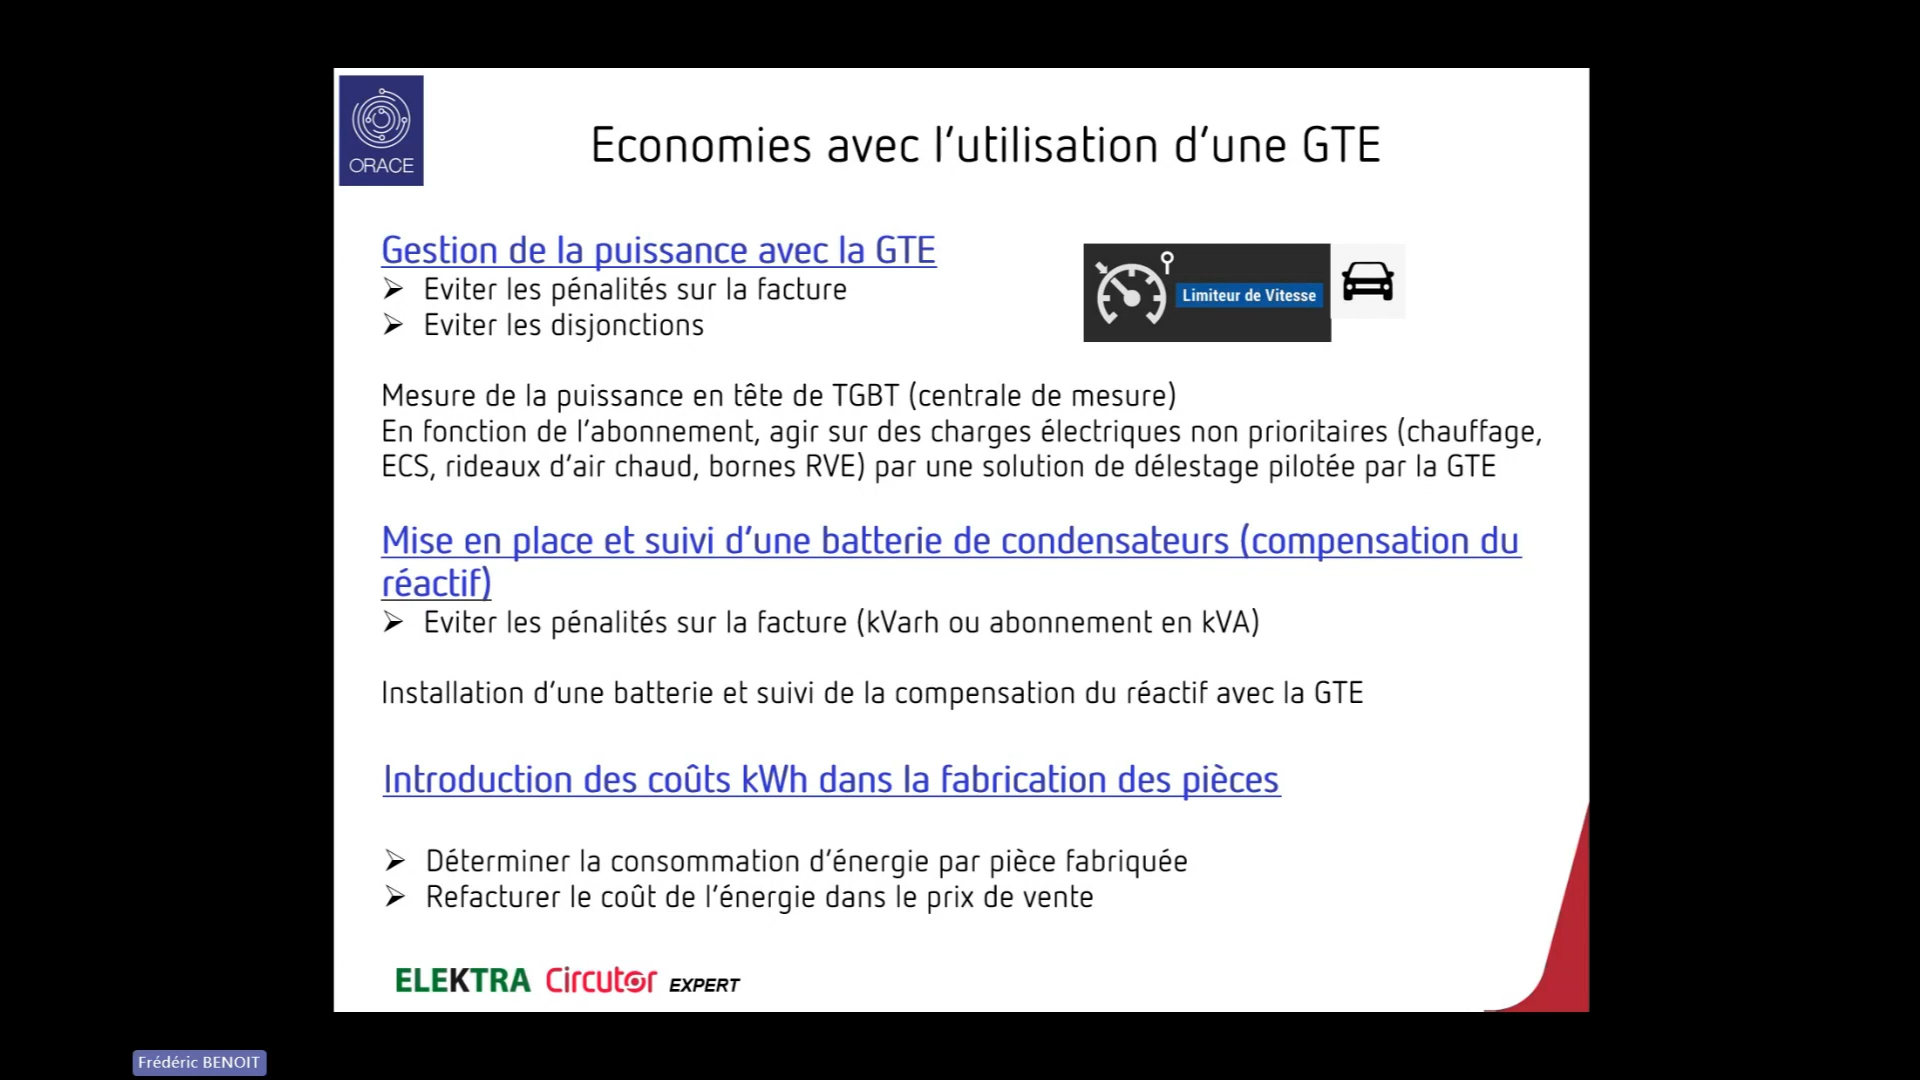 ORACE
Economies avec l'utilisation d'une GTE
Gestion de la puissance avec la GTE
Eviter les pénalités sur la facture
Eviter les disjonctions
Limiteur de Vitesse
Mesure de la puissance en tête de TGBT (centrale de mesure)
En fonction de l'abonnement, agir sur des charges électriques non prioritaires (chauffage,
ECS, rideaux d'air chaud, bornes RVE) par une solution de délestage pilotée par la GTE
Mise en place et suivi d'une batterie de condensateurs (compensation du
réactif)
Eviter les pénalités sur la facture (kVarh ou abonnement en kVA)
Installation d'une batterie et suivi de la compensation du réactif avec la GTE
Introduction des coûts kWh dans la fabrication des pièces
Déterminer la consommation d'énergie par pièce fabriquée
Refacturer le coût de l'énergie dans le prix de vente
ELEKTRA Circutor EXPERT
Frédéric BENOIT